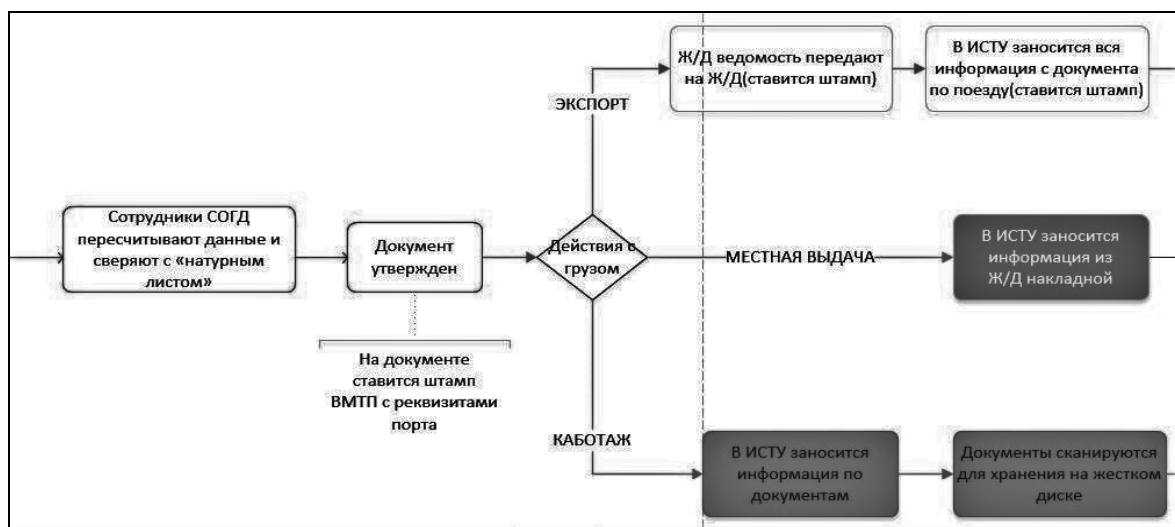 Ж/Д ведомость передают
на Ж/Д(ставится штамп)
В ИСТУ заносится вся
информация с документа
по поезду(ставится штамп)
ЭКСПОРТ
Сотрудники СОГД
пересчитывают данные и
сверяют с «натурным
листом»
Документ
утвержден
Действия с
грузом
МЕСТНАЯ ВЫДАЧА
В ИСТУ заносится
информация из
Ж/Д накладной
На документе
ставится штамп
ВМТП с реквизитами
порта
КАБОТАЖ
В ИСТУ заносится
информация по
документам
Документы сканируются
для хранения на жестком
диске